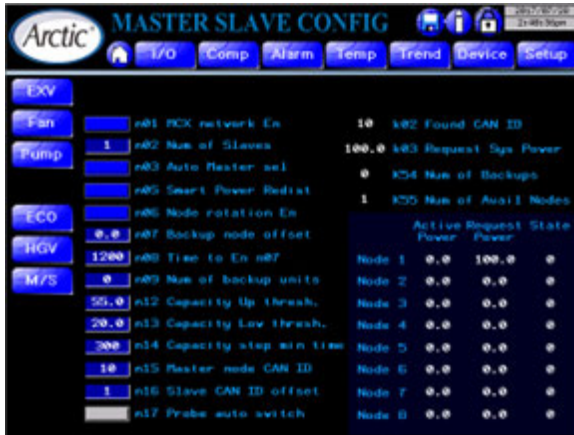 Arctic
MASTER SLAVE CONFIG
2017/05/20
2:40:36pm
I/O Comp Alarm Temp Trend Device Setup
EXV
Fan
Pump
ECO
HGV
M/S
n01 MCX network En
1 n02 Num of Slaves
n03 Auto Master sel
n05 Smart Power Redist
n06 Node rotation En
0.0 n07 Backup node offset
1200 n08 Time to En n07
0 n09 Num of backup units
55.0 n12 Capacity Up thresh.
20.0 n13 Capacity Low thresh.
300 n14 Capacity step min time
10 n15 Master node CAN ID
1 n16 Slave CAN ID offset
n17 Probe auto switch
10 k02 Found CAN ID
100.0 k03 Request Sys Power
0 K54 Num of Backups
1 K55 Num of Avail Nodes
Active Power Request Power State
Node 1 0.0 100.0 0
Node 2 0.0 0.0 0
Node 3 0.0 0.0 0
Node 4 0.0 0.0 0
Node 5 0.0 0.0 0
Node 6 0.0 0.0 0
Node 7 0.0 0.0 0
Node 8 0.0 0.0 0